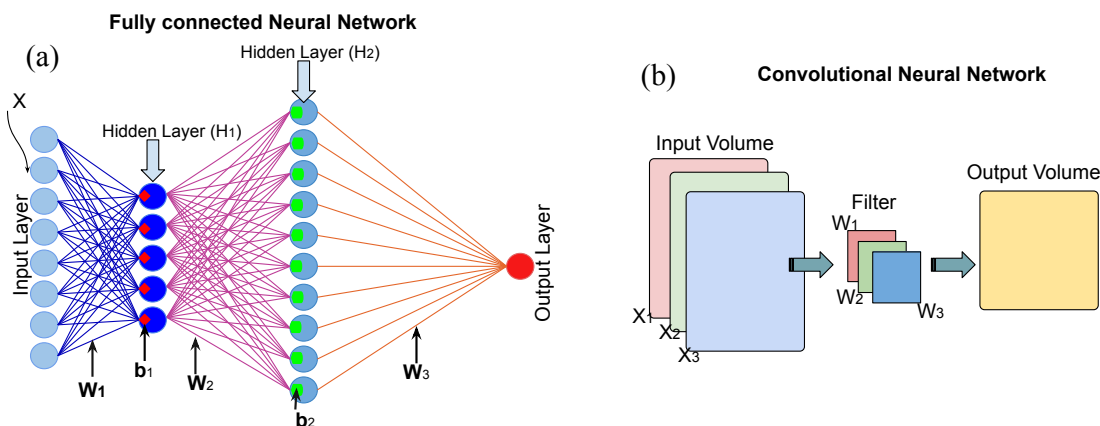 Fully connected Neural Network
(a)
Hidden Layer (H2)
X
Hidden Layer (H1)
Input Layer
Output Layer
W1
b1
W2
b2
W3
(b)
Convolutional Neural Network
Input Volume
Output Volume
Filter
W1
W2
W3
X1
X2
X3